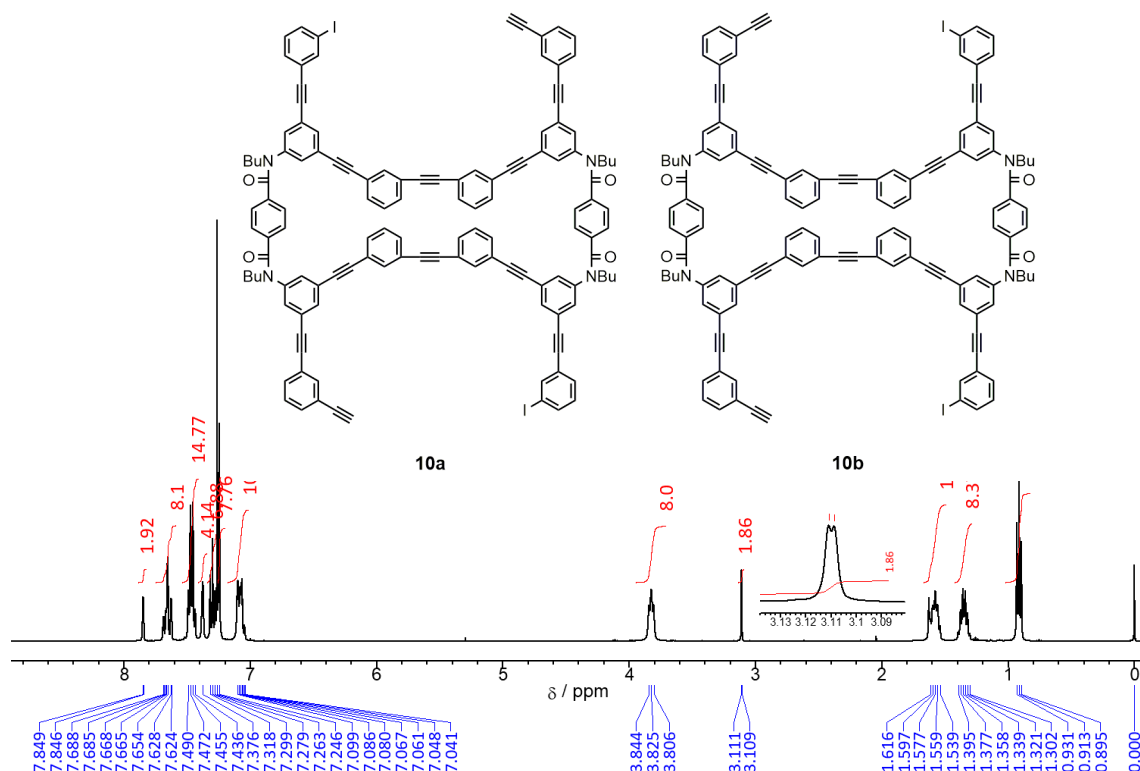 I I
BuN NBu BuN NBu
O O O O
O O O O
BuN NBu BuN NBu
I I
10a 10b
1.92 8.1 14.77 4.14 7.76 10 8.0 1.86 1 8.3
1.86
3.13 3.12 3.11 3.1 3.09
8 7 6 5 4 3 2 1 0
δ / ppm
7.849 7.846 7.688 7.685 7.668 7.665 7.654 7.628 7.624 7.490 7.472 7.455 7.436 7.376 7.318 7.299 7.279 7.263 7.246 7.099 7.086 7.080 7.067 7.061 7.048 7.041 3.844 3.825 3.806 3.111 3.109 1.616 1.597 1.577 1.559 1.539 1.395 1.377 1.358 1.339 1.321 1.302 0.931 0.913 0.895 0.000